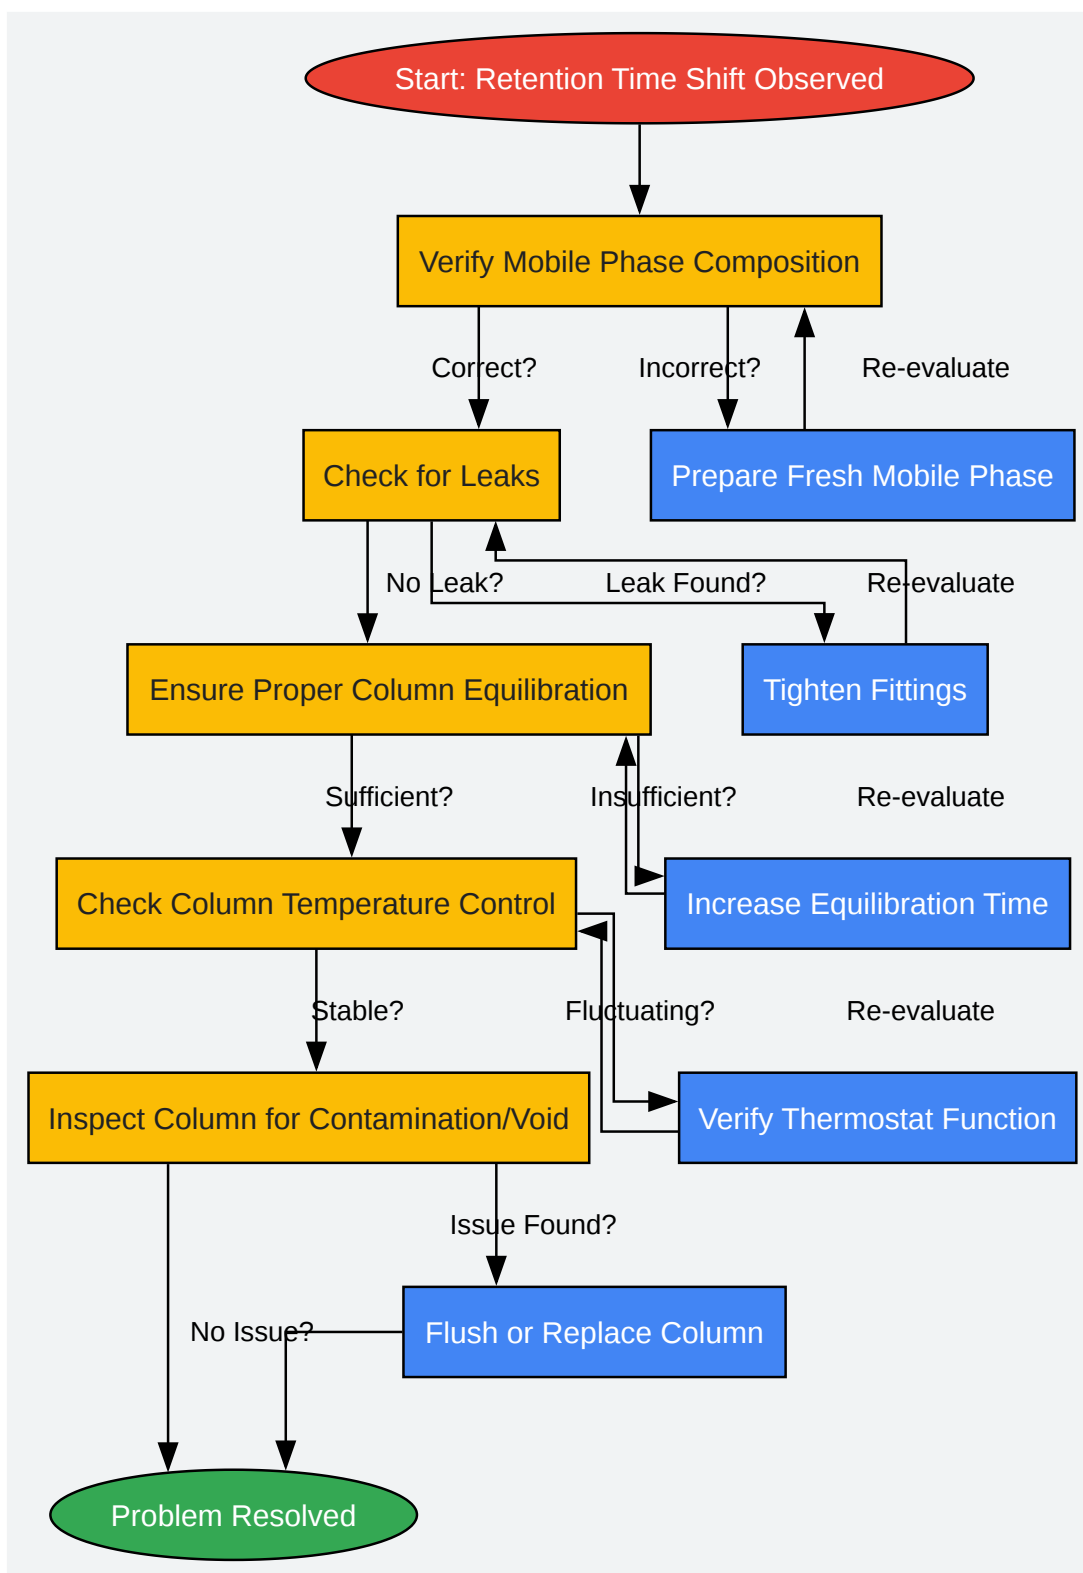 Start: Retention Time Shift Observed
Verify Mobile Phase Composition
Correct?
Incorrect?
Re-evaluate
Check for Leaks
Prepare Fresh Mobile Phase
No Leak?
Leak Found?
Re-evaluate
Ensure Proper Column Equilibration
Tighten Fittings
Sufficient?
Insufficient?
Re-evaluate
Check Column Temperature Control
Increase Equilibration Time
Stable?
Fluctuating?
Re-evaluate
Inspect Column for Contamination/Void
Verify Thermostat Function
Issue Found?
No Issue?
Flush or Replace Column
Problem Resolved